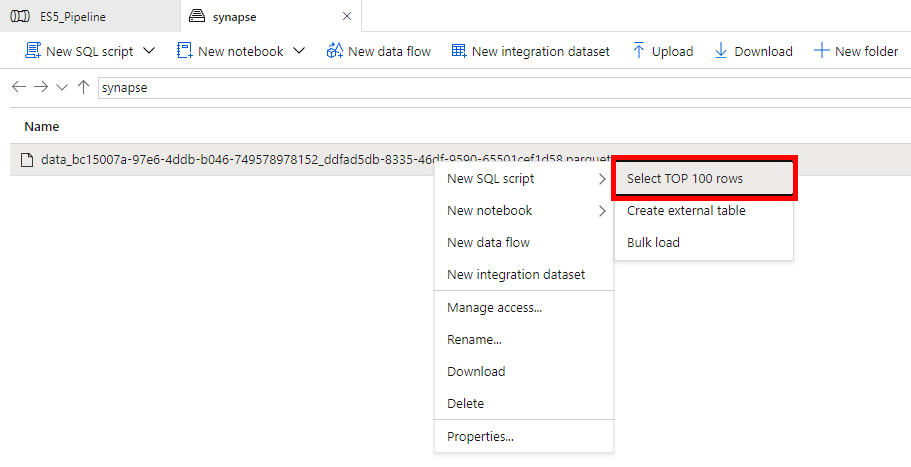 ES5_Pipeline
synapse
New SQL script
New notebook
New data flow
New integration dataset
Upload
Download
New folder
synapse
Name
data_bc15007a-97e6-4ddb-b046-749578978152_ddfad5db-8335-46df-9590-65501cef1d58.parquet
New SQL script
Select TOP 100 rows
New notebook
Create external table
New data flow
Bulk load
New integration dataset
Manage access...
Rename...
Download
Delete
Properties...